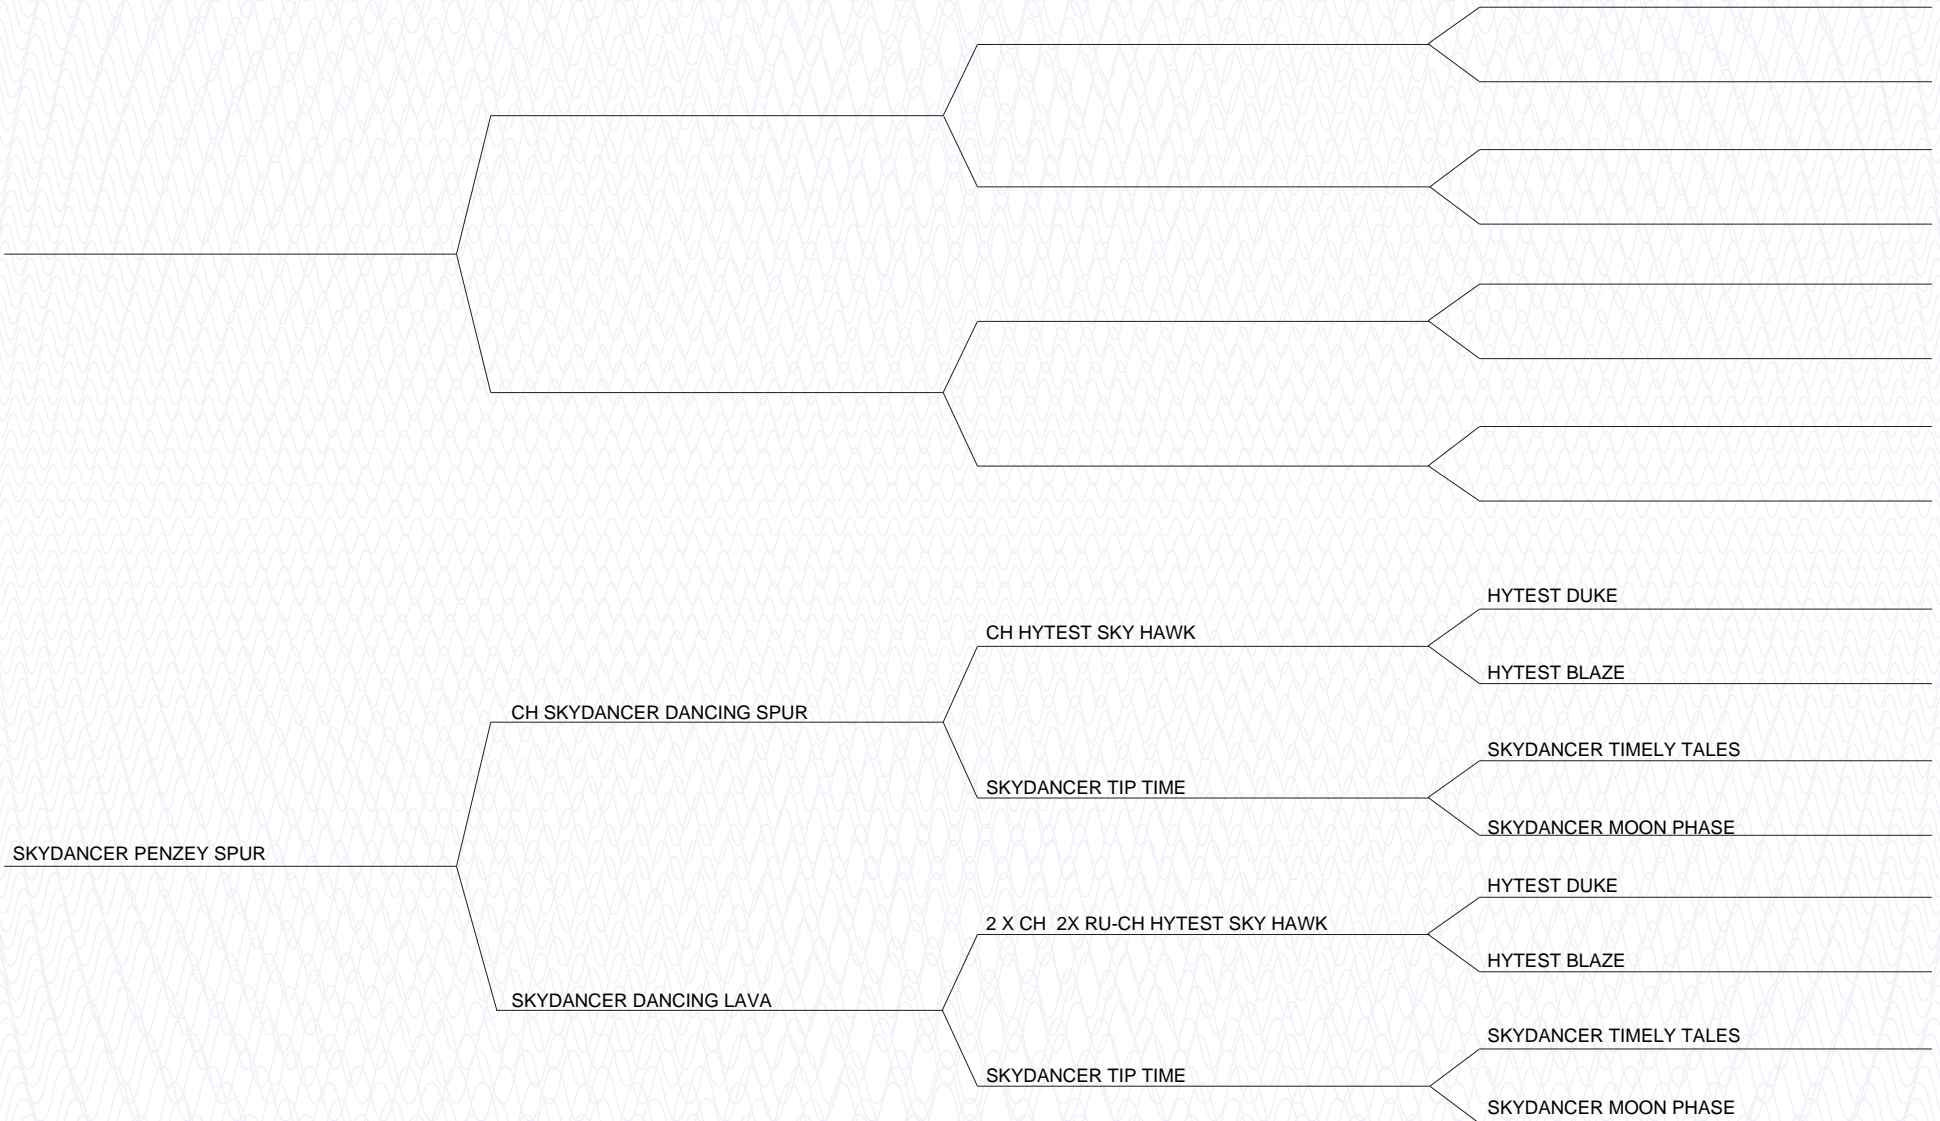 HYTEST DUKE
CH HYTEST SKY HAWK
HYTEST BLAZE
CH SKYDANCER DANCING SPUR
SKYDANCER TIMELY TALES
SKYDANCER TIP TIME
SKYDANCER MOON PHASE
SKYDANCER PENZEY SPUR
HYTEST DUKE
2 X CH  2X RU-CH HYTEST SKY HAWK
HYTEST BLAZE
SKYDANCER DANCING LAVA
SKYDANCER TIMELY TALES
SKYDANCER TIP TIME
SKYDANCER MOON PHASE